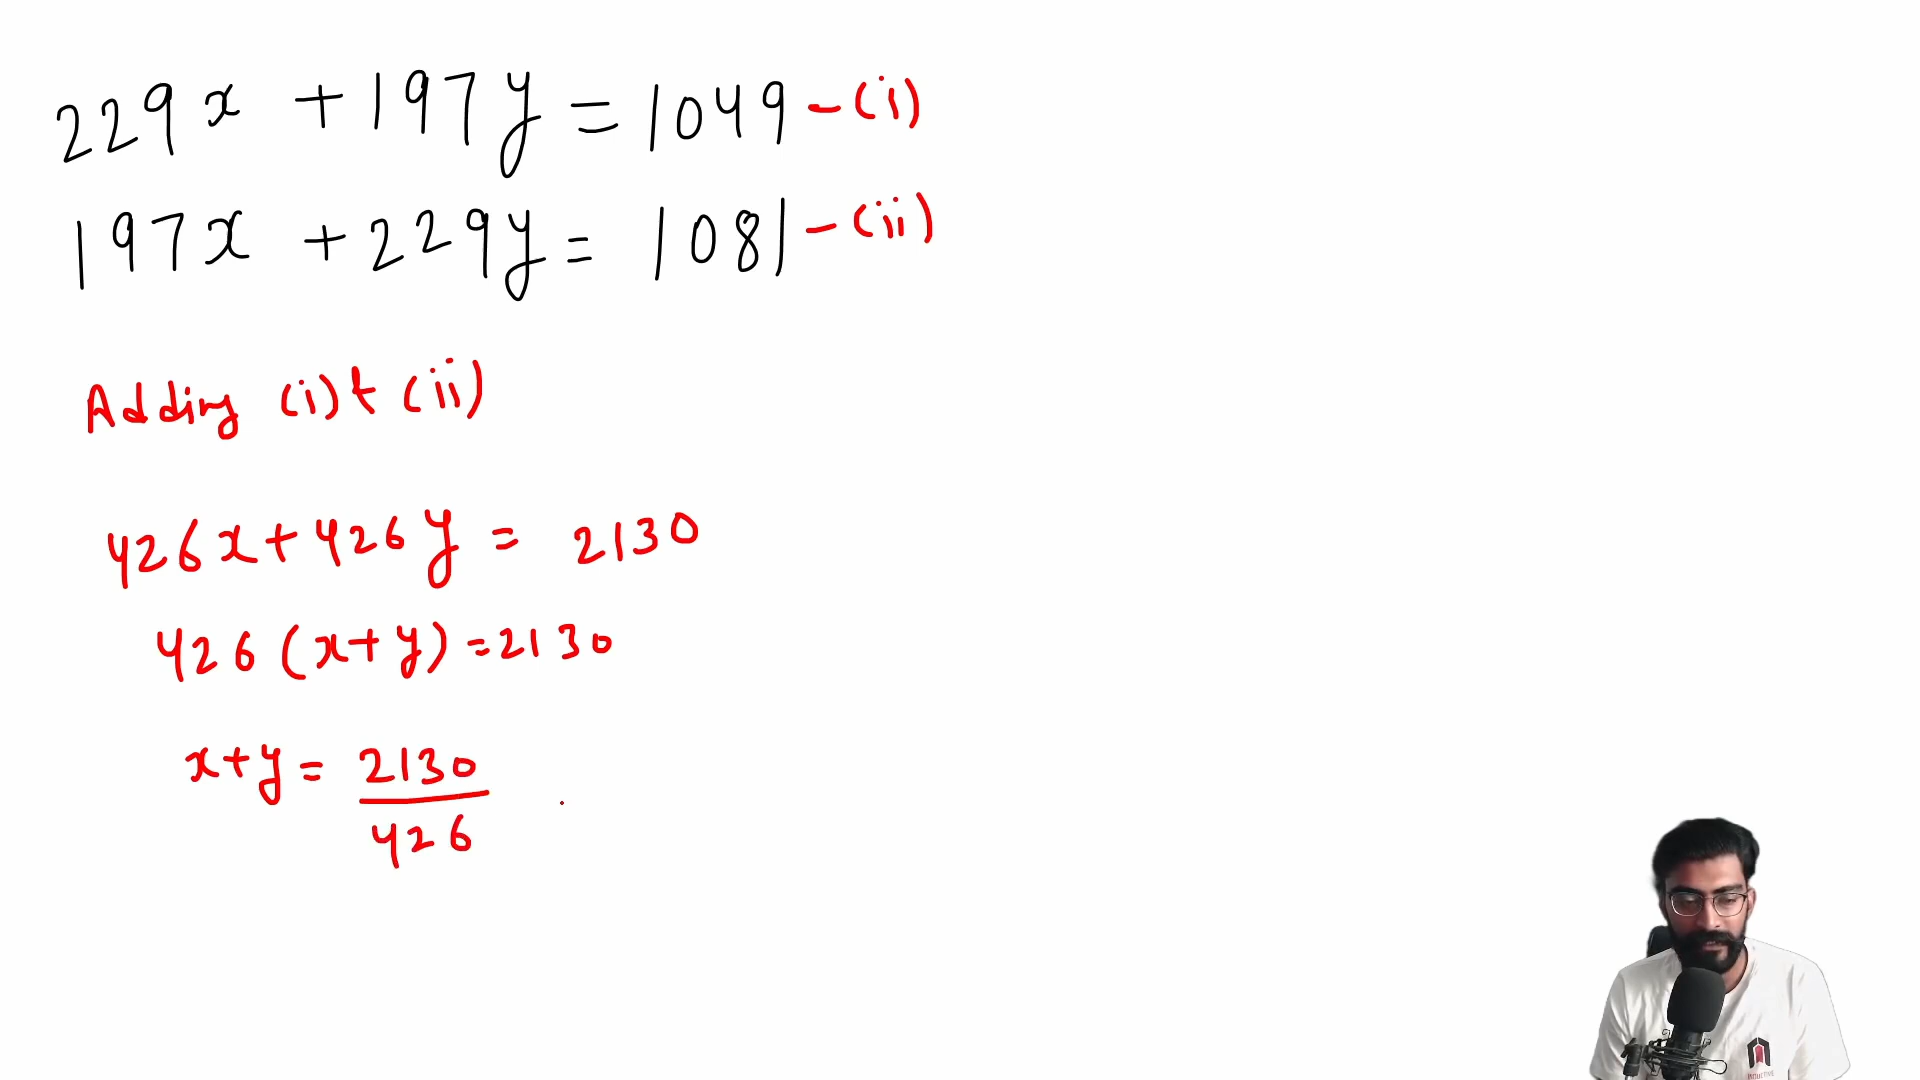 229x + 197y = 1049 - (i)
197x + 229y = 1081 - (ii)
Adding (i) & (ii)
426x + 426y = 2130
426 (x + y) = 2130
x + y = 2130/426